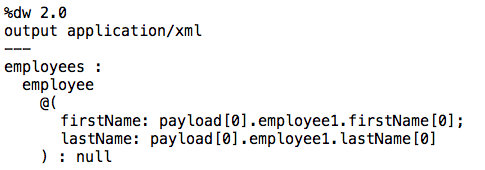 %dw 2.0
output application/xml
---
employees :
  employee
    @(
      firstName: payload[0].employee1.firstName[0];
      lastName: payload[0].employee1.lastName[0]
    ) : null